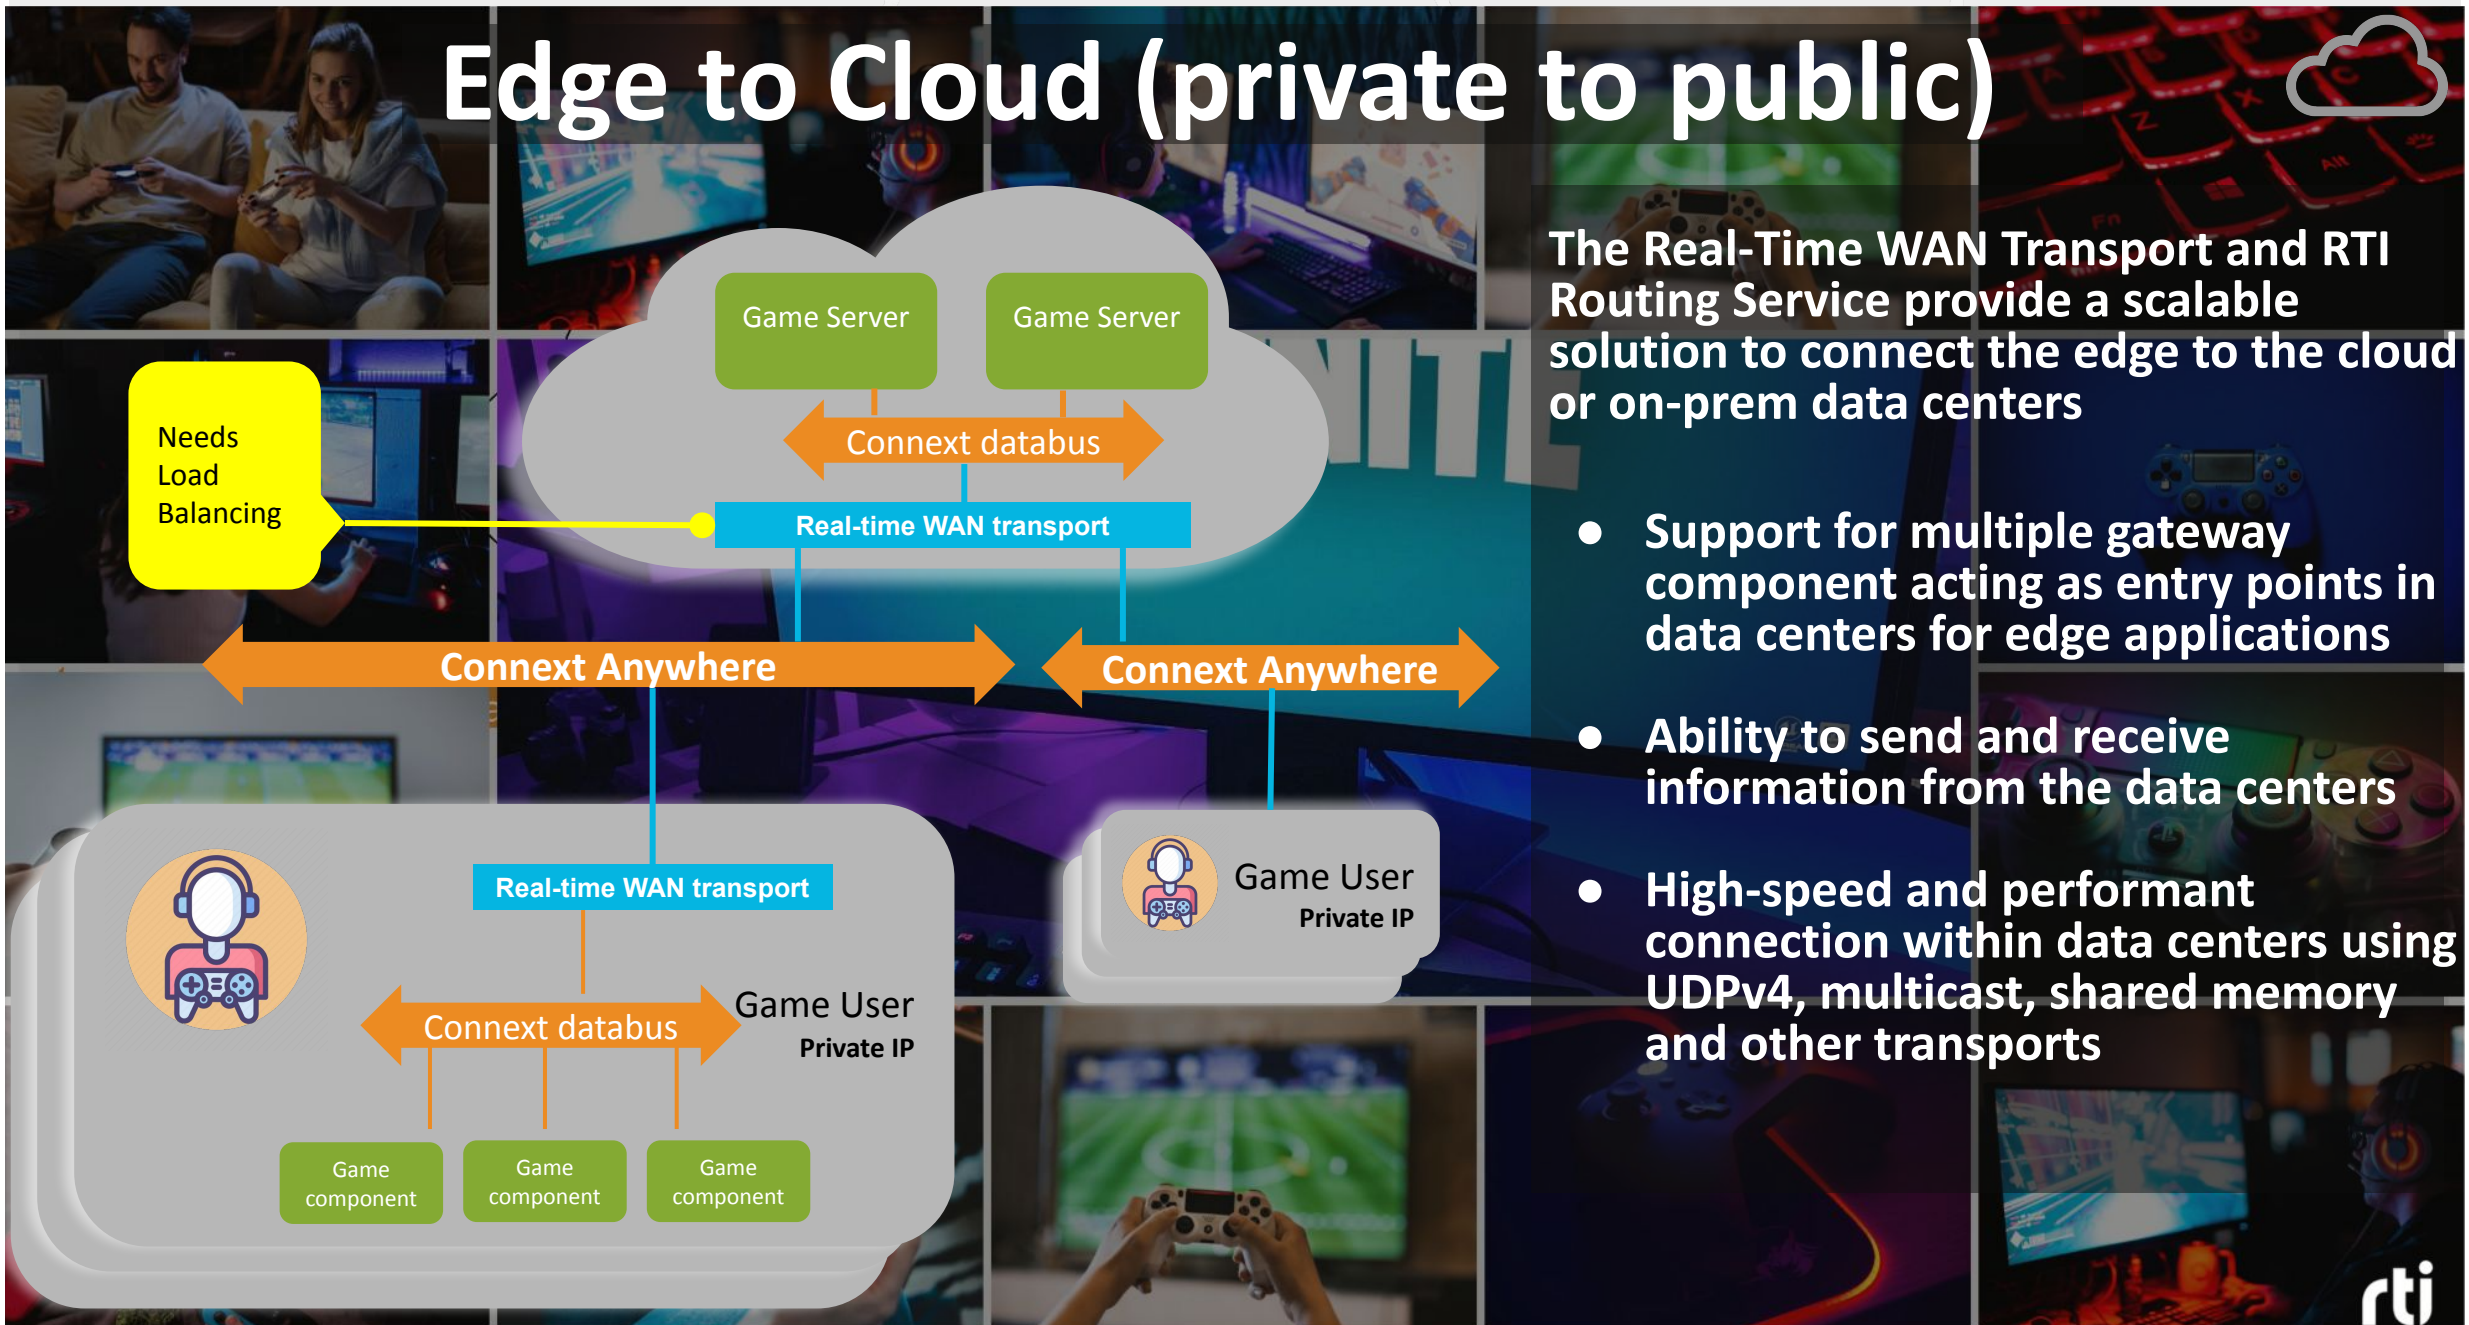 Edge to Cloud (private to public)
Game Server
Game Server
Connext databus
Real-time WAN transport
Needs
Load
Balancing
Connext Anywhere
Connext Anywhere
Real-time WAN transport
Connext databus
Game User
Private IP
Game
component
Game
component
Game
component
Game User
Private IP
The Real-Time WAN Transport and RTI
Routing Service provide a scalable
solution to connect the edge to the cloud
or on-prem data centers
● Support for multiple gateway
component acting as entry points in
data centers for edge applications
● Ability to send and receive
information from the data centers
● High-speed and performant
connection within data centers using
UDPv4, multicast, shared memory
and other transports
NITE
Z
X
C
Alt
Fn
rti